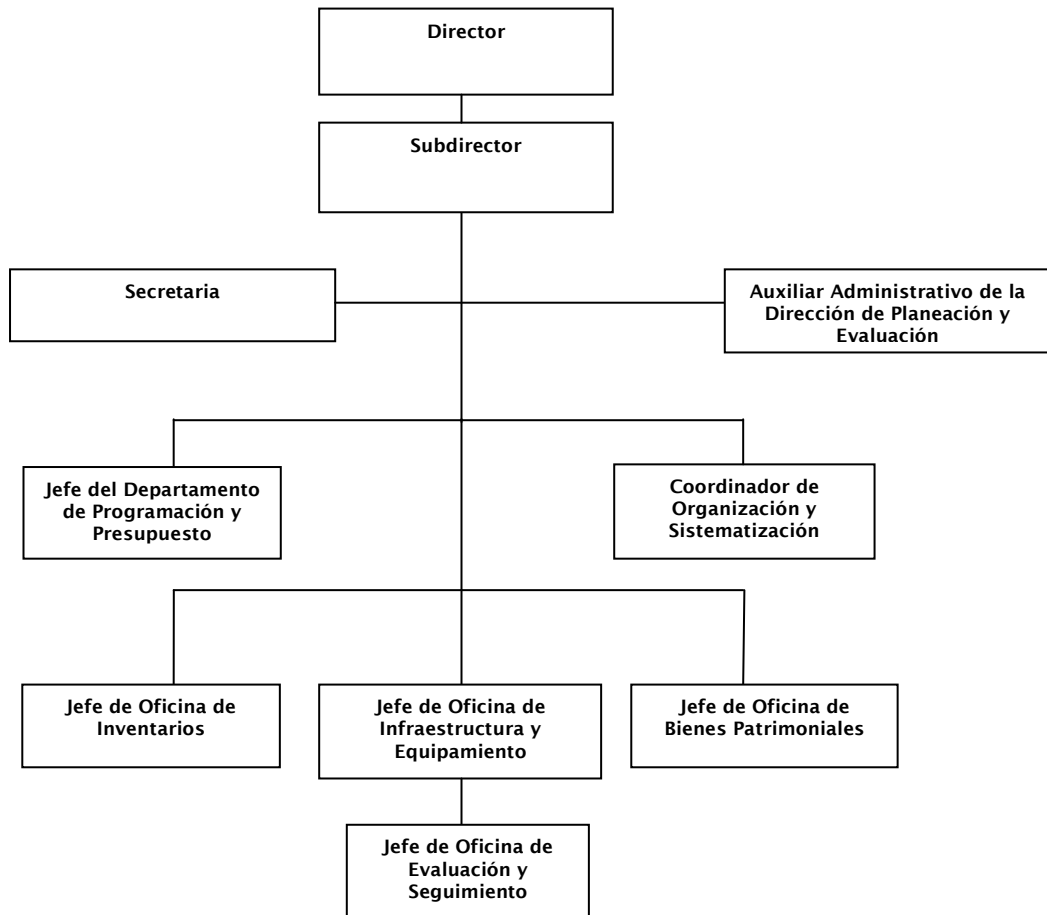 Director
Subdirector
Secretaria
Auxiliar Administrativo de la
Dirección de Planeación y
Evaluación
Jefe del Departamento
de Programación y
Presupuesto
Coordinador de
Organización y
Sistematización
Jefe de Oficina de
Inventarios
Jefe de Oficina de
Infraestructura y
Equipamiento
Jefe de Oficina de
Bienes Patrimoniales
Jefe de Oficina de
Evaluación y
Seguimiento